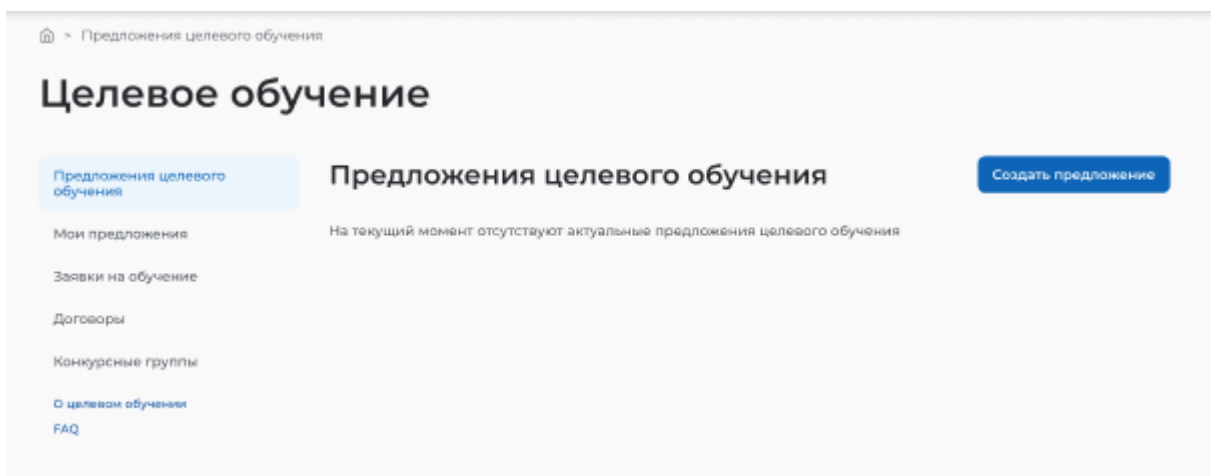 > Предложения целевого обучения
Целевое обучение
Предложения целевого
обучения
Предложения целевого обучения
Создать предложение
Мои предложения
На текущий момент отсутствуют актуальные предложения целевого обучения
Заявки на обучение
Договоры
Конкурсные группы
О целевом обучении
FAQ